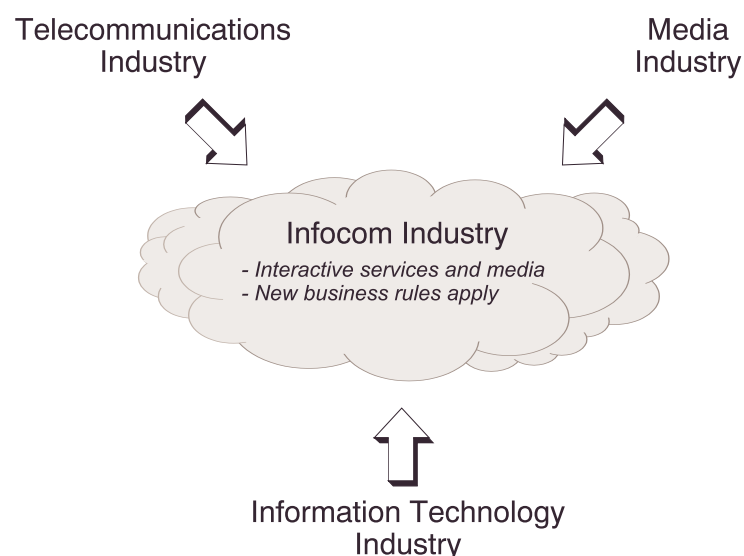 Telecommunications
Industry
Media
Industry
Infocom Industry
- Interactive services and media
- New business rules apply
Information Technology
Industry